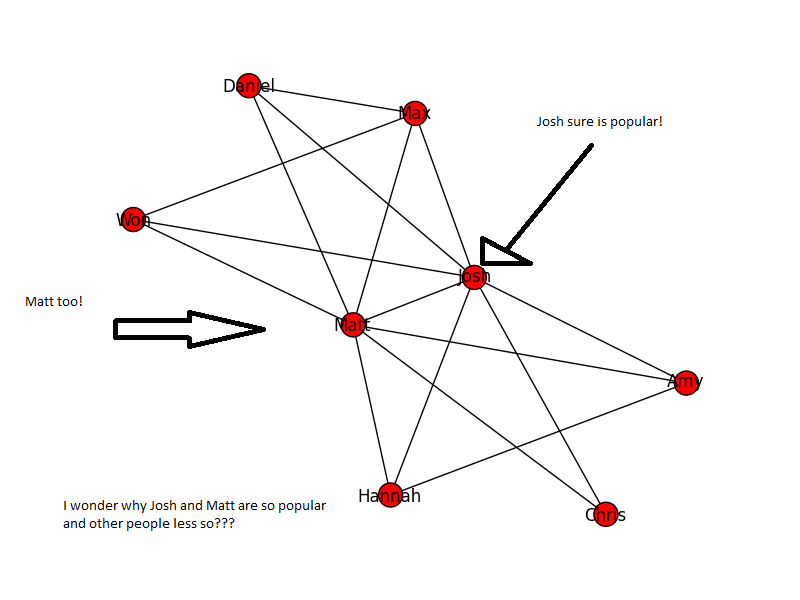 Daniel
Max
Josh sure is popular!
Won
Josh
Matt too!
Matt
Amy
Hannah
I wonder why Josh and Matt are so popular
and other people less so???
Chris